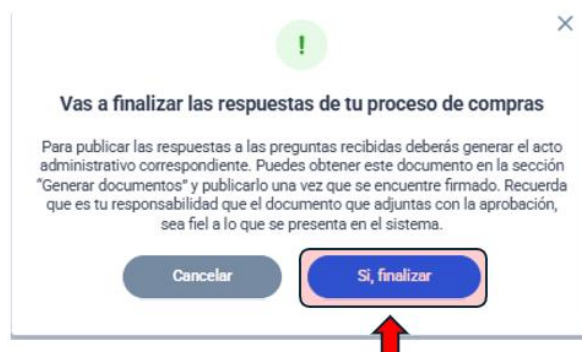 !
Vas a finalizar las respuestas de tu proceso de compras
Para publicar las respuestas a las preguntas recibidas deberás generar el acto
administrativo correspondiente. Puedes obtener este documento en la sección
"Generar documentos" y publicarlo una vez que se encuentre firmado. Recuerda
que es tu responsabilidad que el documento que adjuntas con la aprobación,
sea fiel a lo que se presenta en el sistema.
Cancelar
Si, finalizar